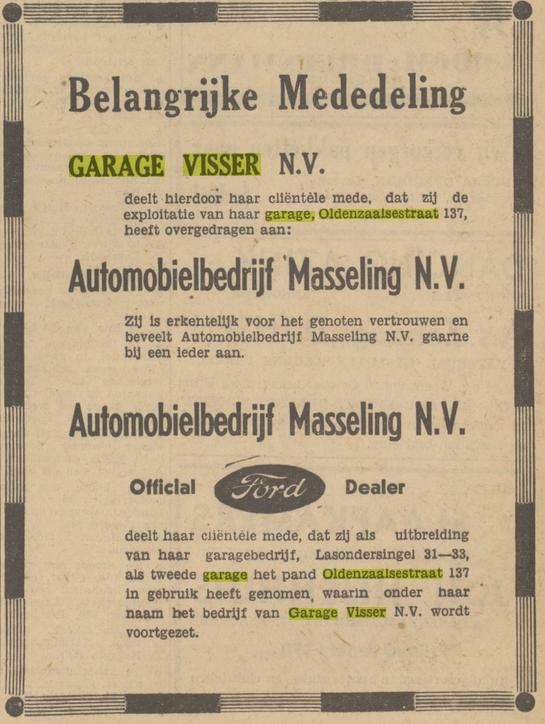 Belangrijke Mededeling
GARAGE VISSER N.V.
deelt hierdoor haar cliëntèle mede, dat zij de
exploitatie van haar garage, Oldenzaalsestraat 137,
heeft overgedragen aan:
Automobielbedrijf Masseling N.V.
Zij is erkentelijk voor het genoten vertrouwen en
beveelt Automobielbedrijf Masseling N.V. gaarne
bij een ieder aan.
Automobielbedrijf Masseling N.V.
Official Ford Dealer
deelt haar cliëntèle mede, dat zij als uitbreiding
van haar garagebedrijf, Lasondersingel 31—33,
als tweede garage het pand Oldenzaalsestraat 137
in gebruik heeft genomen, waarin onder haar
naam het bedrijf van Garage Visser N.V. wordt
voortgezet.